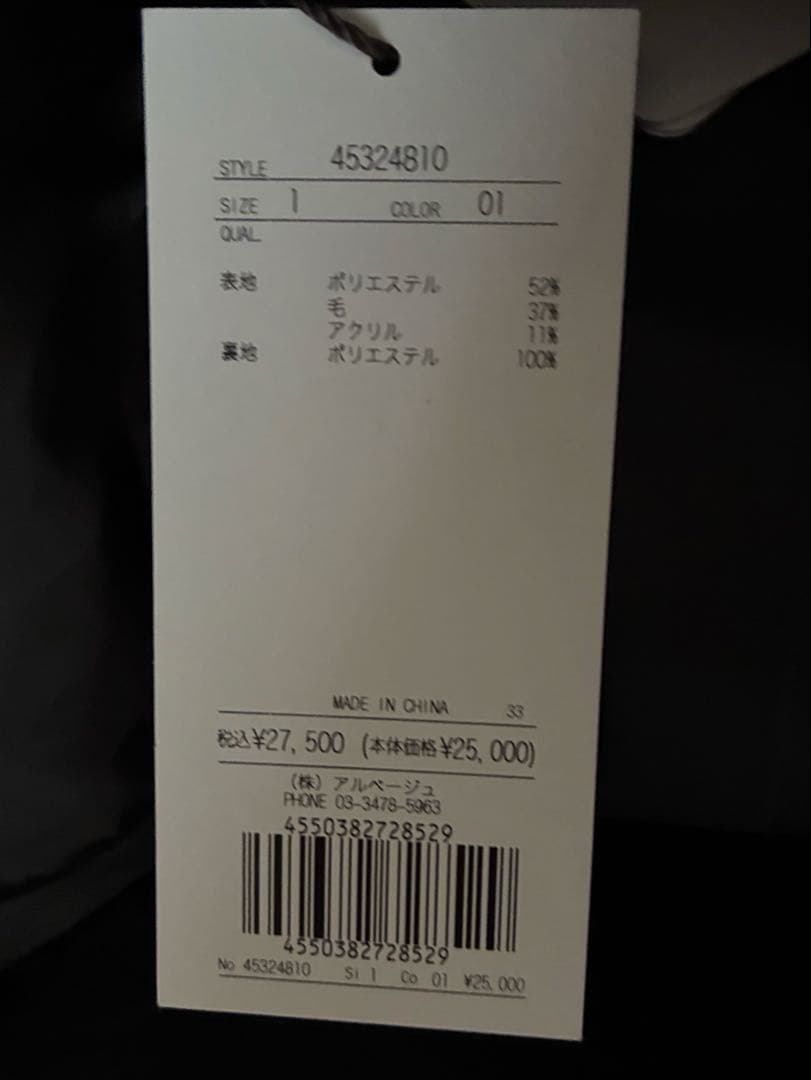 STYLE 45324810
SIZE 1 COLOR 01
QUAL.
表地 ポリエステル 52%
毛 37%
アクリル 11%
裏地 ポリエステル 100%
MADE IN CHINA 33
税込¥27,500 (本体価格¥25,000)
(株) アルページュ
PHONE 03-3478-5963
4550382728529
4550382728529
No 45324810 Si 1 Co 01 ¥25,000